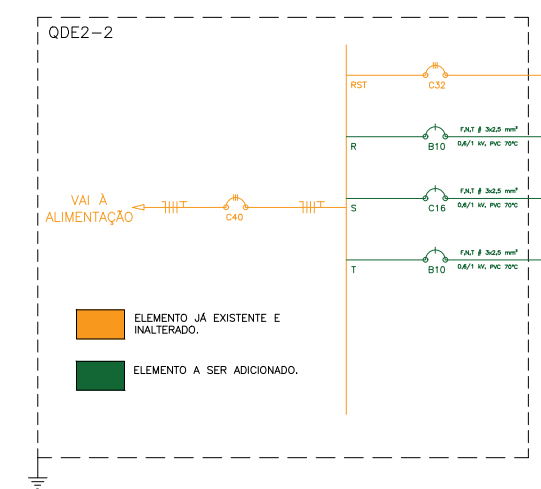 QDE2-2
RST
C32
F,N,T # 3x2,5 mm²
R
B10
0,6/1 kV, PVC 70°C
VAI À
ALIMENTAÇÃO
C40
F,N,T # 3x2,5 mm²
S
C16
0,6/1 kV, PVC 70°C
F,N,T # 3x2,5 mm²
T
B10
0,6/1 kV, PVC 70°C
ELEMENTO JÁ EXISTENTE E
INALTERADO.
ELEMENTO A SER ADICIONADO.